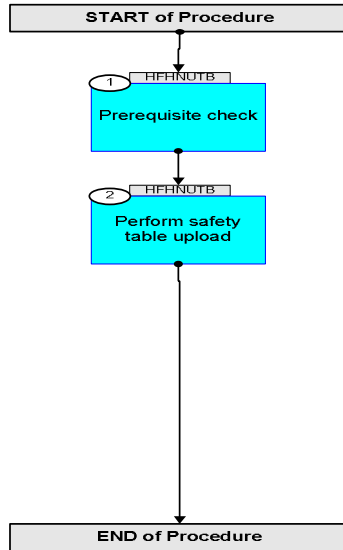 START of Procedure
HFHNUTB
1
Prerequisite check
HFHNUTB
2
Perform safety
table upload
END of Procedure